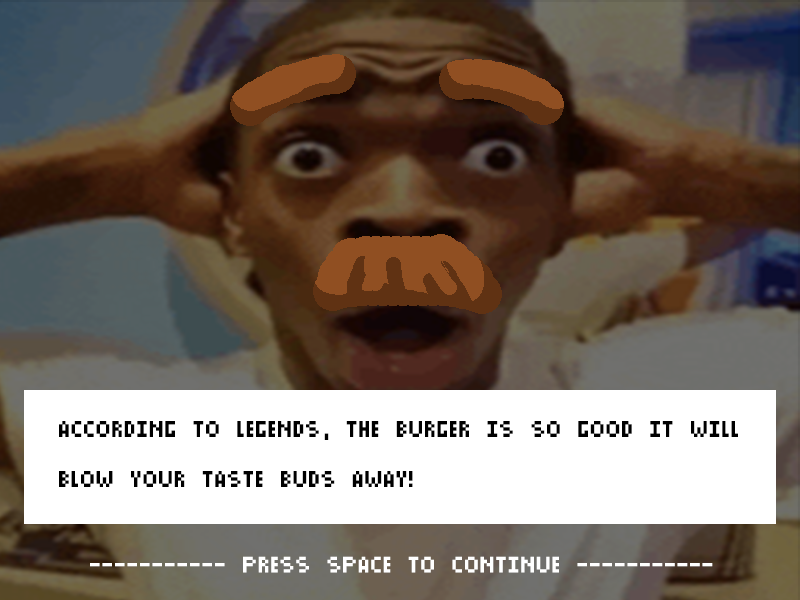 ACCORDING TO LEGENDS, THE BURGER IS SO GOOD IT WILL
BLOW YOUR TASTE BUDS AWAY!
----------- PRESS SPACE TO CONTINUE -----------